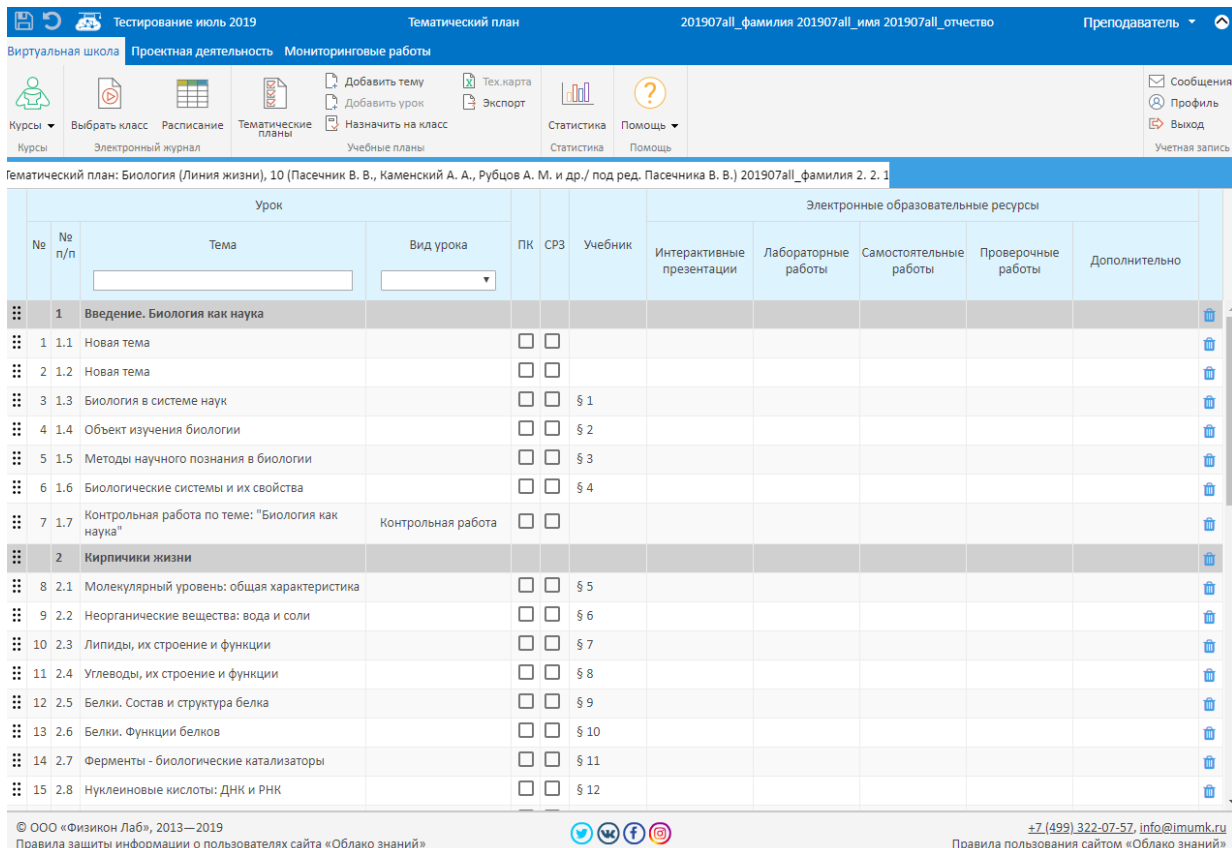 Тестирование июль 2019 Тематический план 201907all_фамилия 201907all_имя 201907all_отчество Преподаватель
Виртуальная школа Проектная деятельность Мониторинговые работы
Курсы
Курсы
Выбрать класс Расписание
Электронный журнал
Тематические планы
Добавить тему
Добавить урок
Назначить на класс
Тех.карта
Экспорт
Учебные планы
Статистика
Статистика
Помощь
Помощь
Сообщения
Профиль
Выход
Учетная запись
Тематический план: Биология (Линия жизни), 10 (Пасечник В. В., Каменский А. А., Рубцов А. М. и др./ под ред. Пасечника В. В.) 201907all_фамилия 2. 2. 1
Урок Электронные образовательные ресурсы
№ № п/п Тема Вид урока ПК СРЗ Учебник Интерактивные презентации Лабораторные работы Самостоятельные работы Проверочные работы Дополнительно
1 Введение. Биология как наука
1 1.1 Новая тема
2 1.2 Новая тема
3 1.3 Биология в системе наук § 1
4 1.4 Объект изучения биологии § 2
5 1.5 Методы научного познания в биологии § 3
6 1.6 Биологические системы и их свойства § 4
7 1.7 Контрольная работа по теме: "Биология как наука" Контрольная работа
2 Кирпичики жизни
8 2.1 Молекулярный уровень: общая характеристика § 5
9 2.2 Неорганические вещества: вода и соли § 6
10 2.3 Липиды, их строение и функции § 7
11 2.4 Углеводы, их строение и функции § 8
12 2.5 Белки. Состав и структура белка § 9
13 2.6 Белки. Функции белков § 10
14 2.7 Ферменты - биологические катализаторы § 11
15 2.8 Нуклеиновые кислоты: ДНК и РНК § 12
© ООО «Физикон Лаб», 2013—2019 +7 (499) 322-07-57, info@imumk.ru
Правила защиты информации о пользователях сайта «Облако знаний» Правила пользования сайтом «Облако знаний»